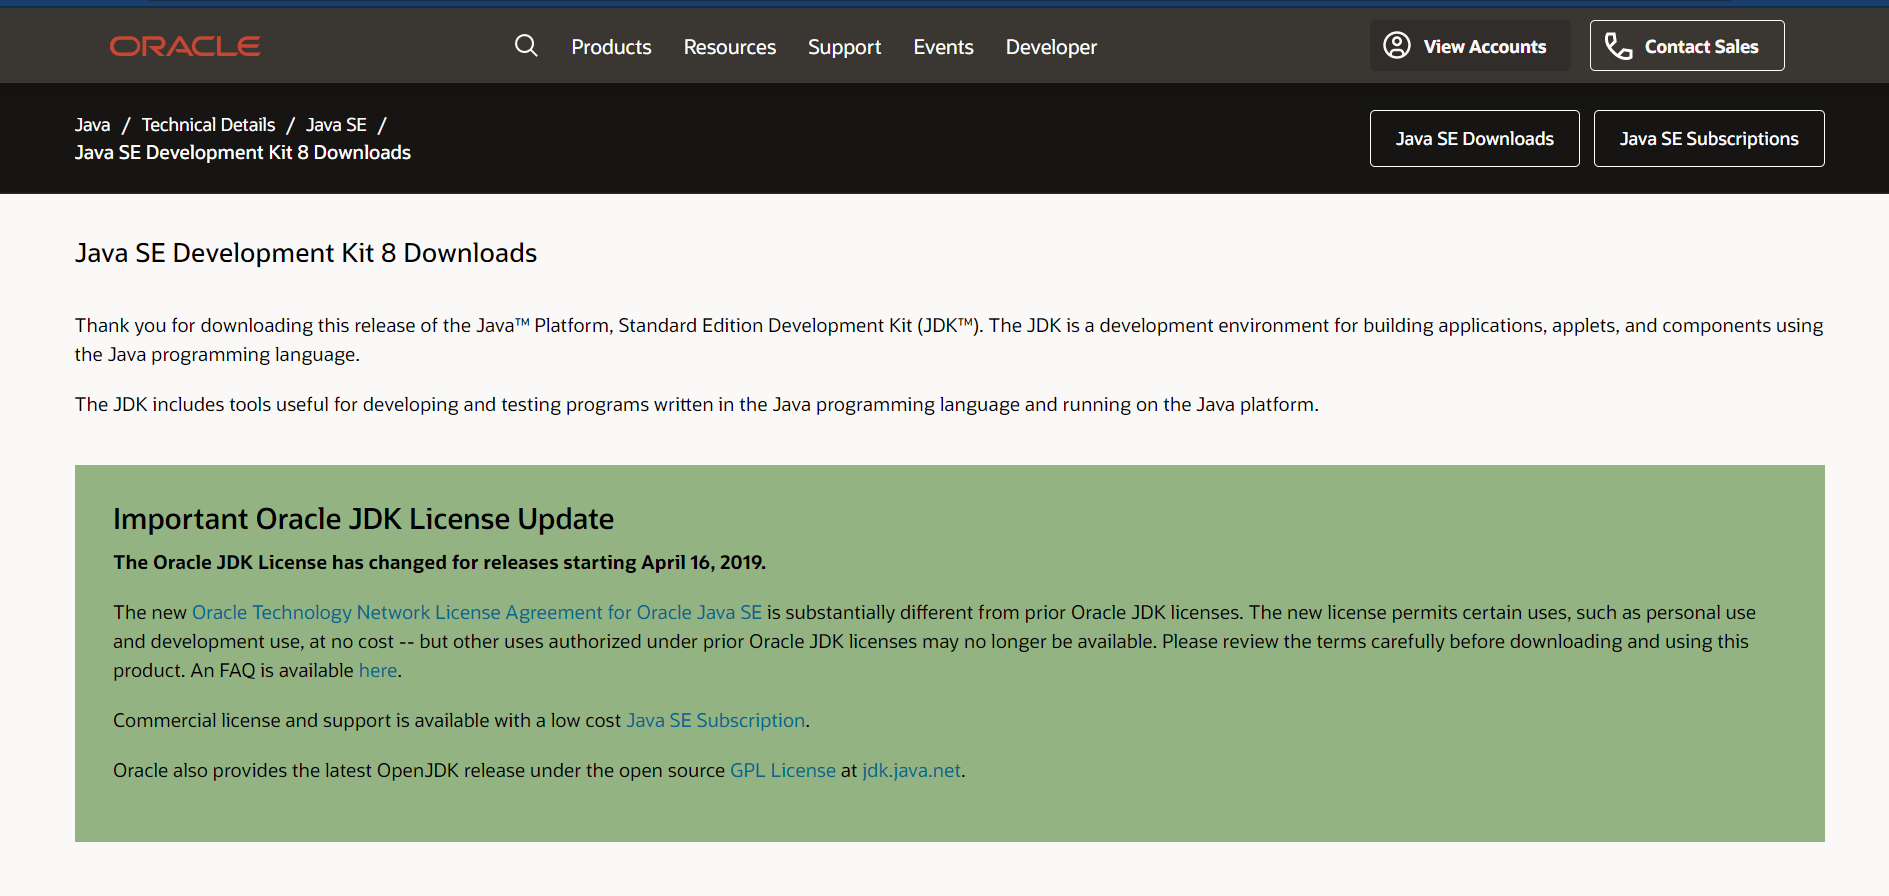 ORACLE
Products Resources Support Events Developer
View Accounts
Contact Sales
Java / Technical Details / Java SE /
Java SE Development Kit 8 Downloads
Java SE Downloads
Java SE Subscriptions
Java SE Development Kit 8 Downloads
Thank you for downloading this release of the Java™ Platform, Standard Edition Development Kit (JDK™). The JDK is a development environment for building applications, applets, and components using
the Java programming language.
The JDK includes tools useful for developing and testing programs written in the Java programming language and running on the Java platform.
Important Oracle JDK License Update
The Oracle JDK License has changed for releases starting April 16, 2019.
The new Oracle Technology Network License Agreement for Oracle Java SE is substantially different from prior Oracle JDK licenses. The new license permits certain uses, such as personal use
and development use, at no cost -- but other uses authorized under prior Oracle JDK licenses may no longer be available. Please review the terms carefully before downloading and using this
product. An FAQ is available here.
Commercial license and support is available with a low cost Java SE Subscription.
Oracle also provides the latest OpenJDK release under the open source GPL License at jdk.java.net.